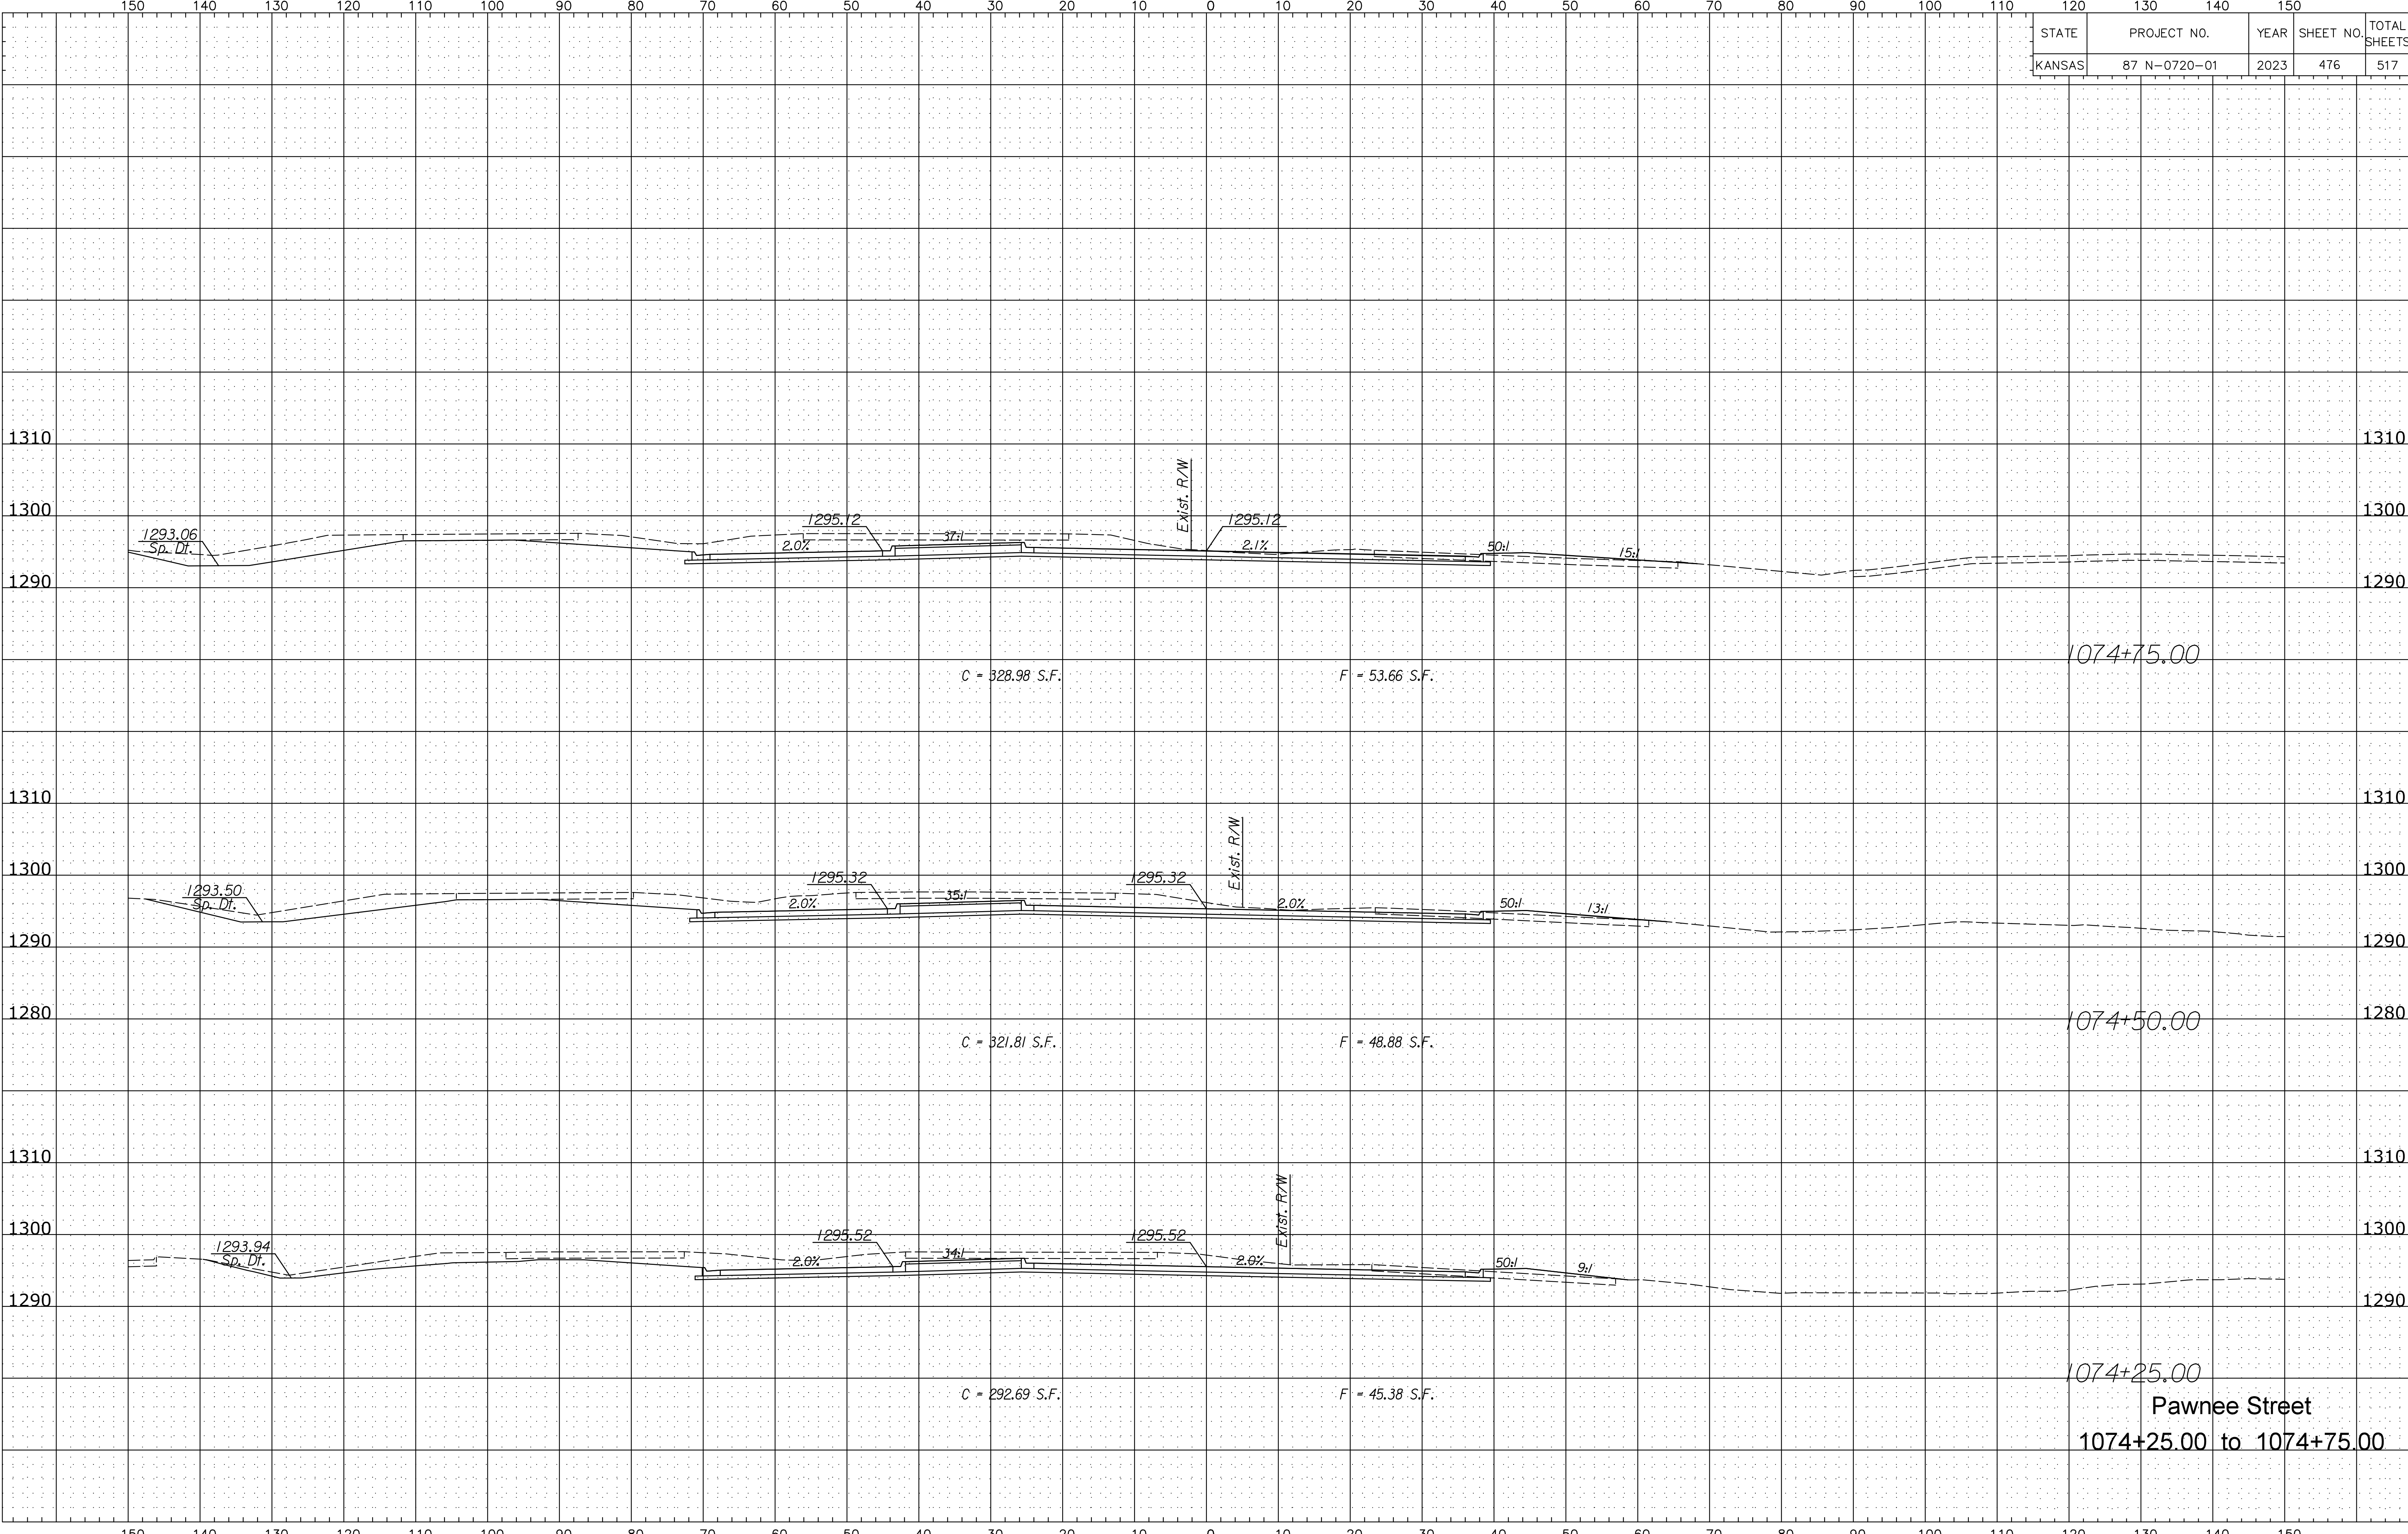 150 140 130 120 110 100 90 80 70 60 50 40 30 20 10 0 10 20 30 40 50 60 70 80 90 100 110 120 130 140 150
STATE PROJECT NO. YEAR SHEET NO. TOTAL SHEETS
KANSAS 87 N-0720-01 2023 476 517
1310 1310
Exist. R/W
1300 1300
1293.06 1295.12 1295.12
Sp. Dt. 2.0% 37:1 2.1% 50:1 15:1
1290 1290
1074+75.00
C = 328.98 S.F. F = 53.66 S.F.
1310 1310
Exist. R/W
1300 1300
1293.50 1295.32 1295.32
Sp. Dt. 2.0% 35:1 2.0% 50:1 13:1
1290 1290
1280 1074+50.00 1280
C = 321.81 S.F. F = 48.88 S.F.
1310 1310
Exist. R/W
1300 1300
1293.94 1295.52 1295.52
Sp. Dt. 2.0% 34:1 2.0% 50:1 9:1
1290 1290
1074+25.00
C = 292.69 S.F. F = 45.38 S.F.
Pawnee Street
1074+25.00 to 1074+75.00
150 140 130 120 110 100 90 80 70 60 50 40 30 20 10 0 10 20 30 40 50 60 70 80 90 100 110 120 130 140 150